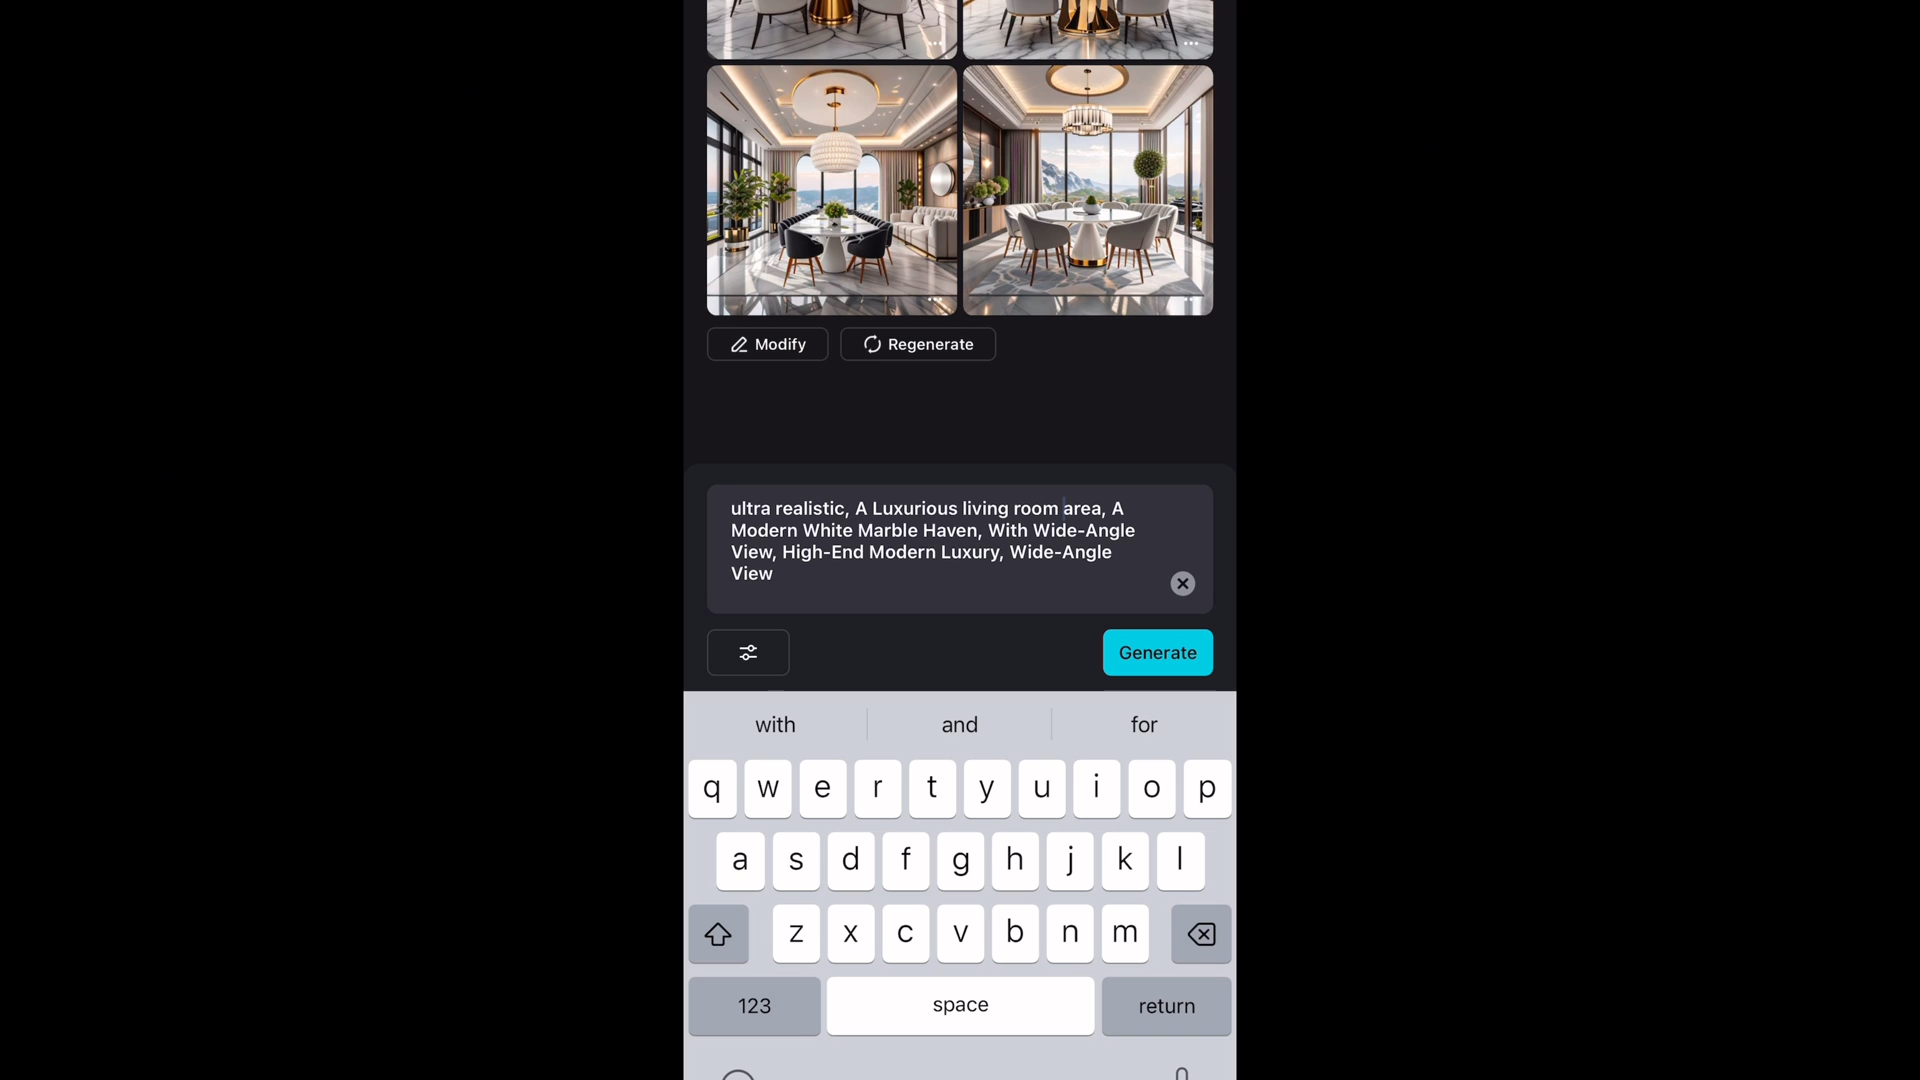 Modify
Regenerate
ultra realistic, A Luxurious living room area, A
Modern White Marble Haven, With Wide-Angle
View, High-End Modern Luxury, Wide-Angle
View
Generate
with and for
q w e r t y u i o p
a s d f g h j k l
z x c v b n m
123 space return